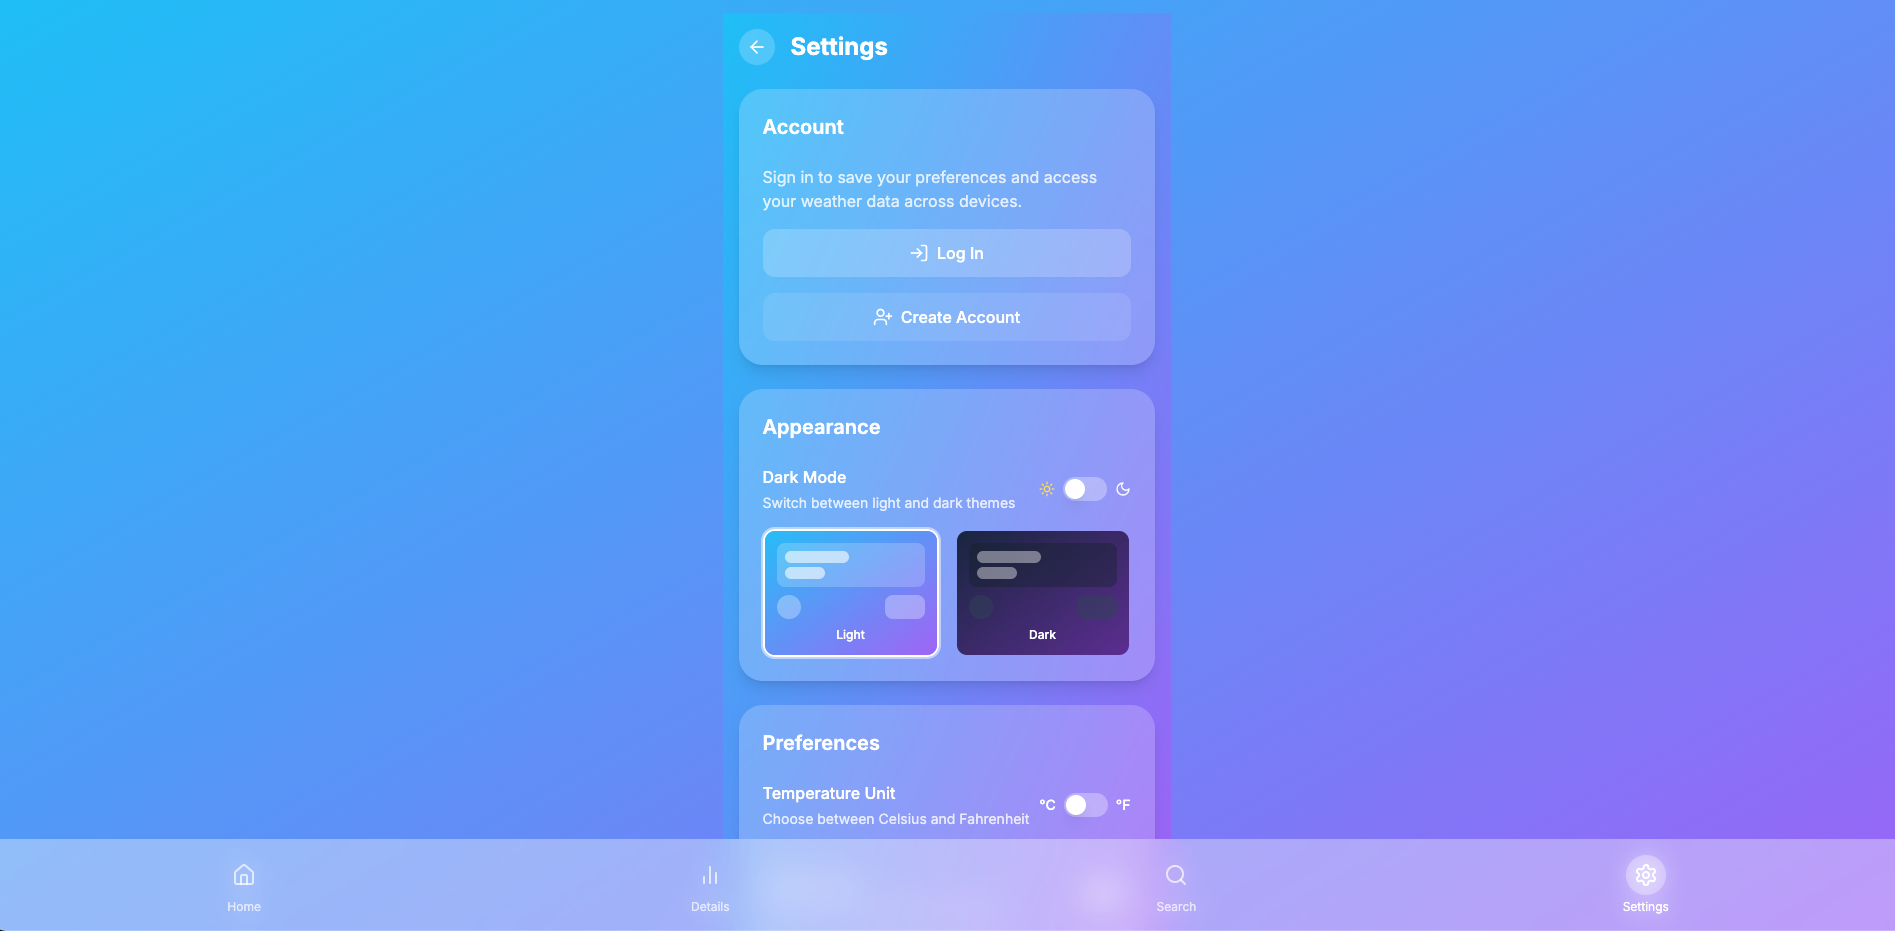 Settings
Account
Sign in to save your preferences and access
your weather data across devices.
Log In
Create Account
Appearance
Dark Mode
Switch between light and dark themes
Light
Dark
Preferences
Temperature Unit
°C
°F
Choose between Celsius and Fahrenheit
Home
Details
Search
Settings